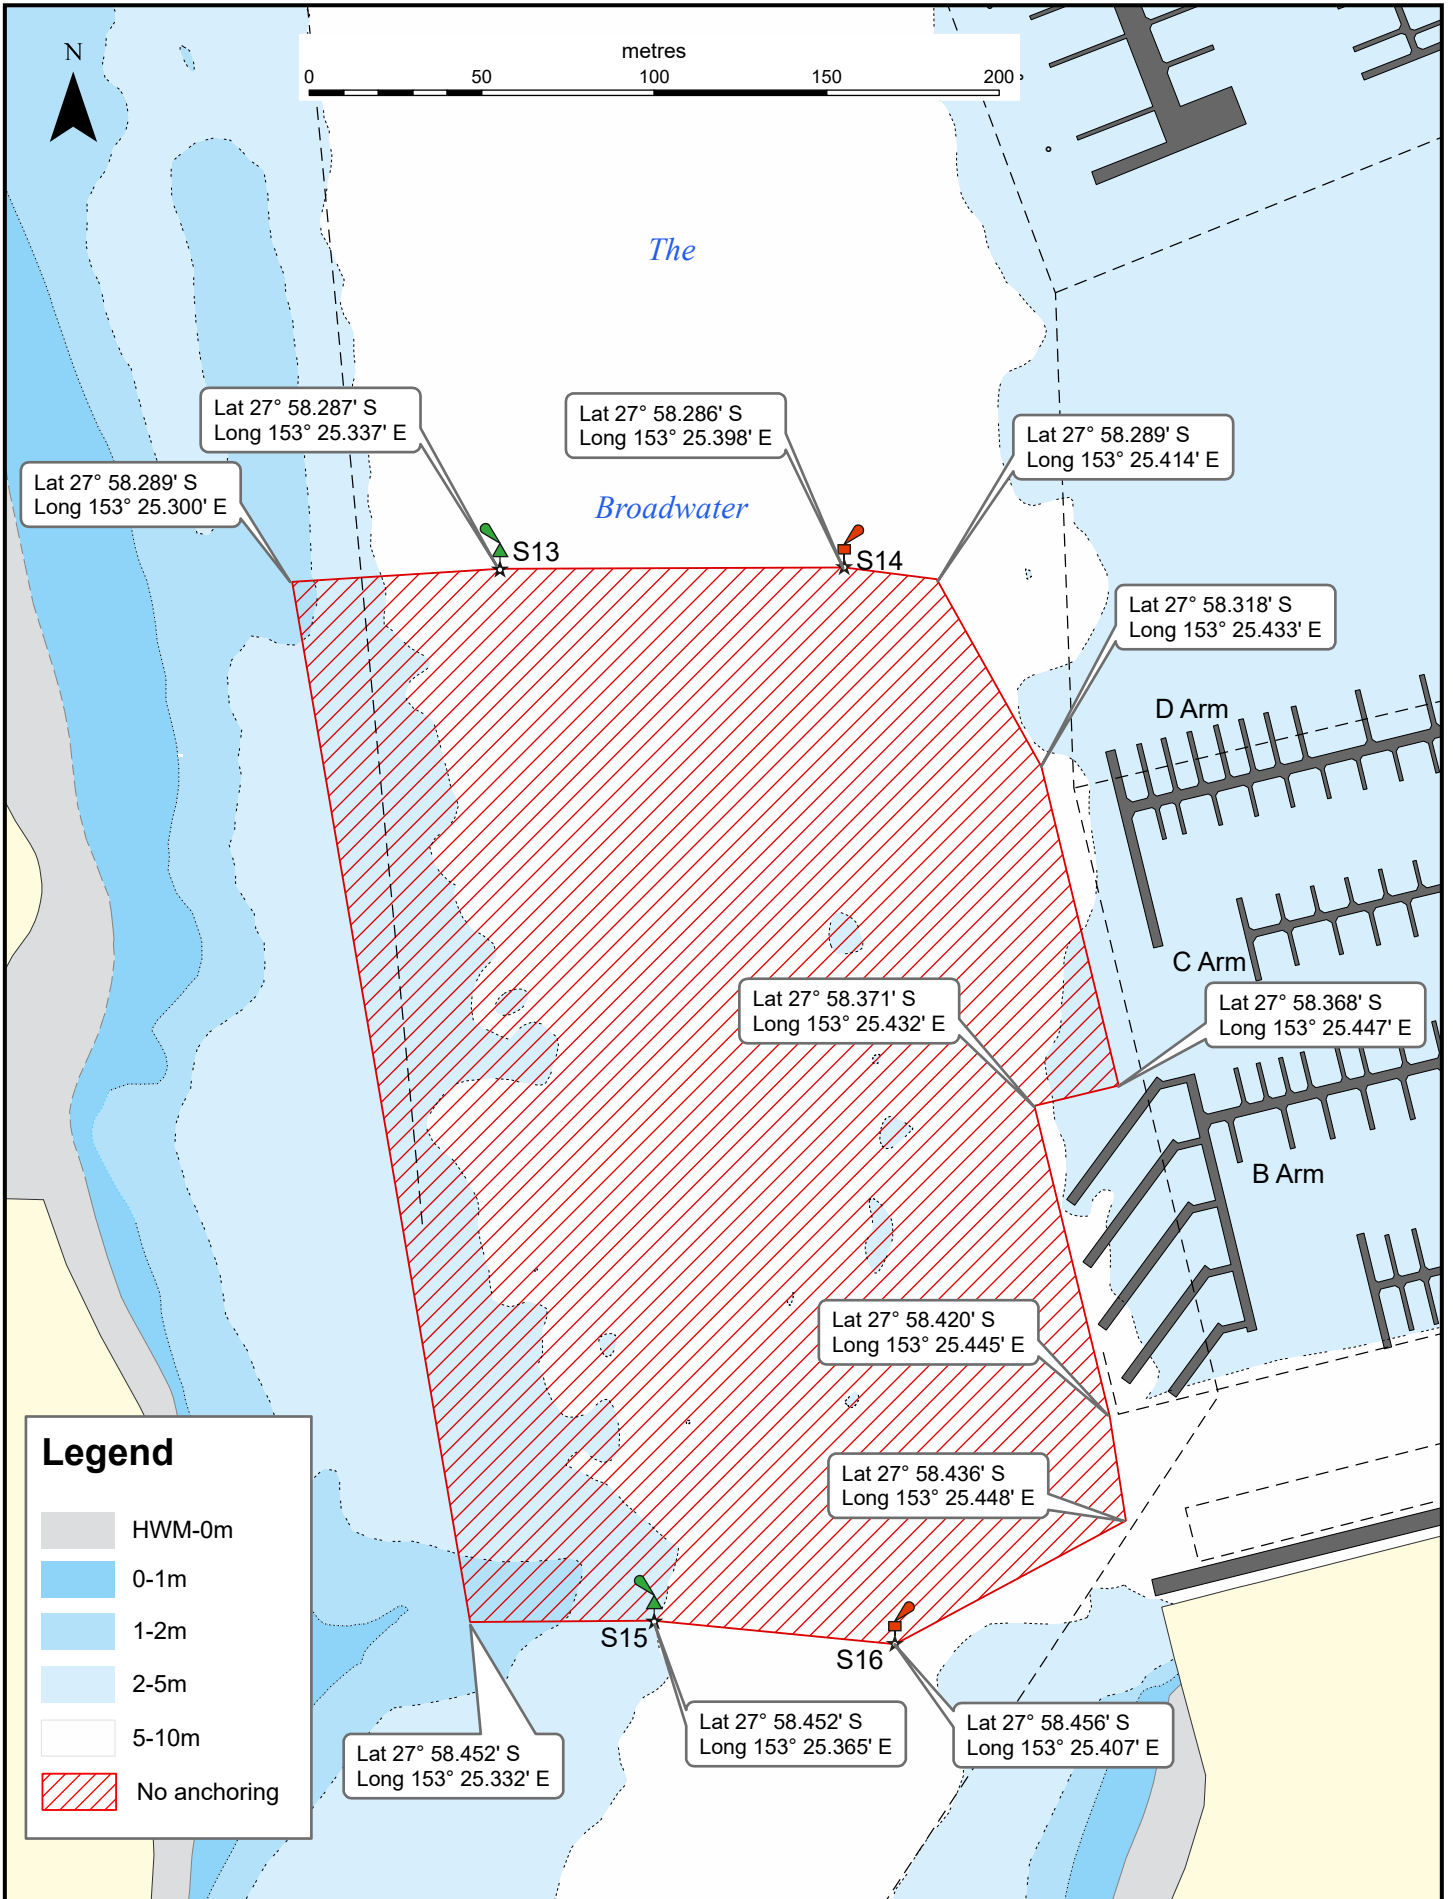 N
metres
0 50 100 150 200
The
Lat 27° 58.287' S
Long 153° 25.337' E
Lat 27° 58.286' S
Long 153° 25.398' E
Lat 27° 58.289' S
Long 153° 25.414' E
Lat 27° 58.289' S
Long 153° 25.300' E
Broadwater
S13
S14
Lat 27° 58.318' S
Long 153° 25.433' E
D Arm
C Arm
Lat 27° 58.371' S
Long 153° 25.432' E
Lat 27° 58.368' S
Long 153° 25.447' E
B Arm
Lat 27° 58.420' S
Long 153° 25.445' E
Lat 27° 58.436' S
Long 153° 25.448' E
S15
S16
Lat 27° 58.452' S
Long 153° 25.365' E
Lat 27° 58.456' S
Long 153° 25.407' E
Lat 27° 58.452' S
Long 153° 25.332' E
Legend
HWM-0m
0-1m
1-2m
2-5m
5-10m
No anchoring